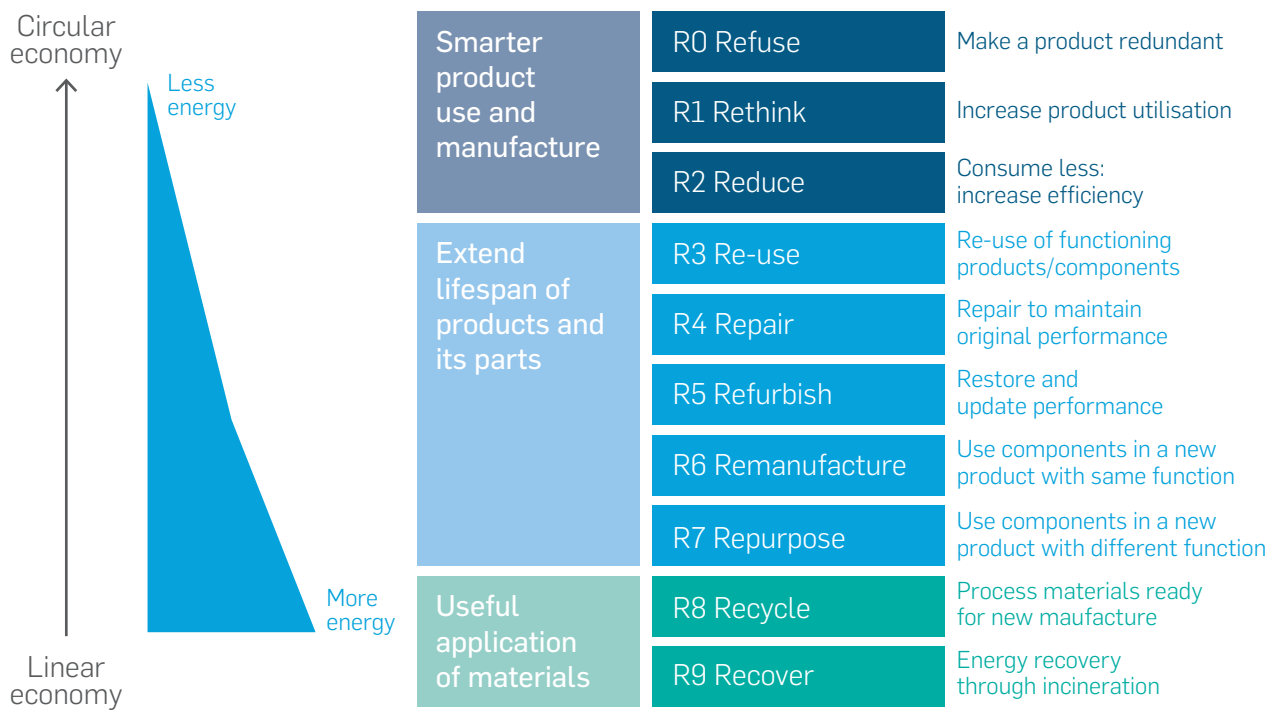 Circular
economy
Less
energy
More
energy
Linear
economy
Smarter
product
use and
manufacture
R0 Refuse
Make a product redundant
R1 Rethink
Increase product utilisation
R2 Reduce
Consume less:
increase efficiency
Extend
lifespan of
products and
its parts
R3 Re-use
Re-use of functioning
products/components
R4 Repair
Repair to maintain
original performance
R5 Refurbish
Restore and
update performance
R6 Remanufacture
Use components in a new
product with same function
R7 Repurpose
Use components in a new
product with different function
Useful
application
of materials
R8 Recycle
Process materials ready
for new maufacture
R9 Recover
Energy recovery
through incineration